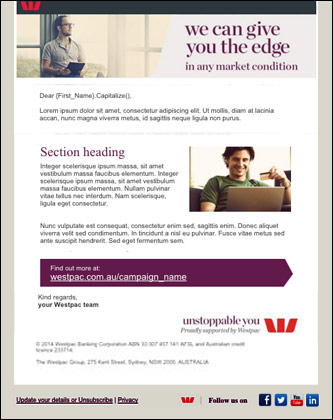 we can give
you the edge
in any market condition
Dear {First_Name}.Capitalize(),
Lorem ipsum dolor sit amet, consectetur adipiscing elit. Ut mollis, diam at lacinia
accan, nunc magna viverra metus, id sagittis neque ligula non purus.
Section heading
Integer scelerisque ipsum massa, sit amet
vestibulum massa faucibus elementum. Integer
scelerisque ipsum massa, sit amet vestibulum
massa faucibus elementum. Nullam pulvinar
vitae tellus nec interdum. Nam scelerisque,
ligula eget consectetur.
Nunc vulputate est consequat, consectetur enim sed, sagittis enim. Donec aliquet
viverra velit sed condimentum. In tincidunt a nisl eu pulvinar. Fusce vitae metus sed
ante suscipit hendrerit. Sed eget fermentum sem.
Find out more at:
westpac.com.au/campaign_name
Kind regards,
your Westpac team
unstoppable you
Proudly supported by Westpac
© 2014 Westpac Banking Corporation ABN 33 007 457 141 AFSL and Australian credit
licence 233714.
The Westpac Group, 275 Kent Street, Sydney, NSW 2000, AUSTRALIA
Update your details or Unsubscribe | Privacy
Follow us on
You
Tube
in